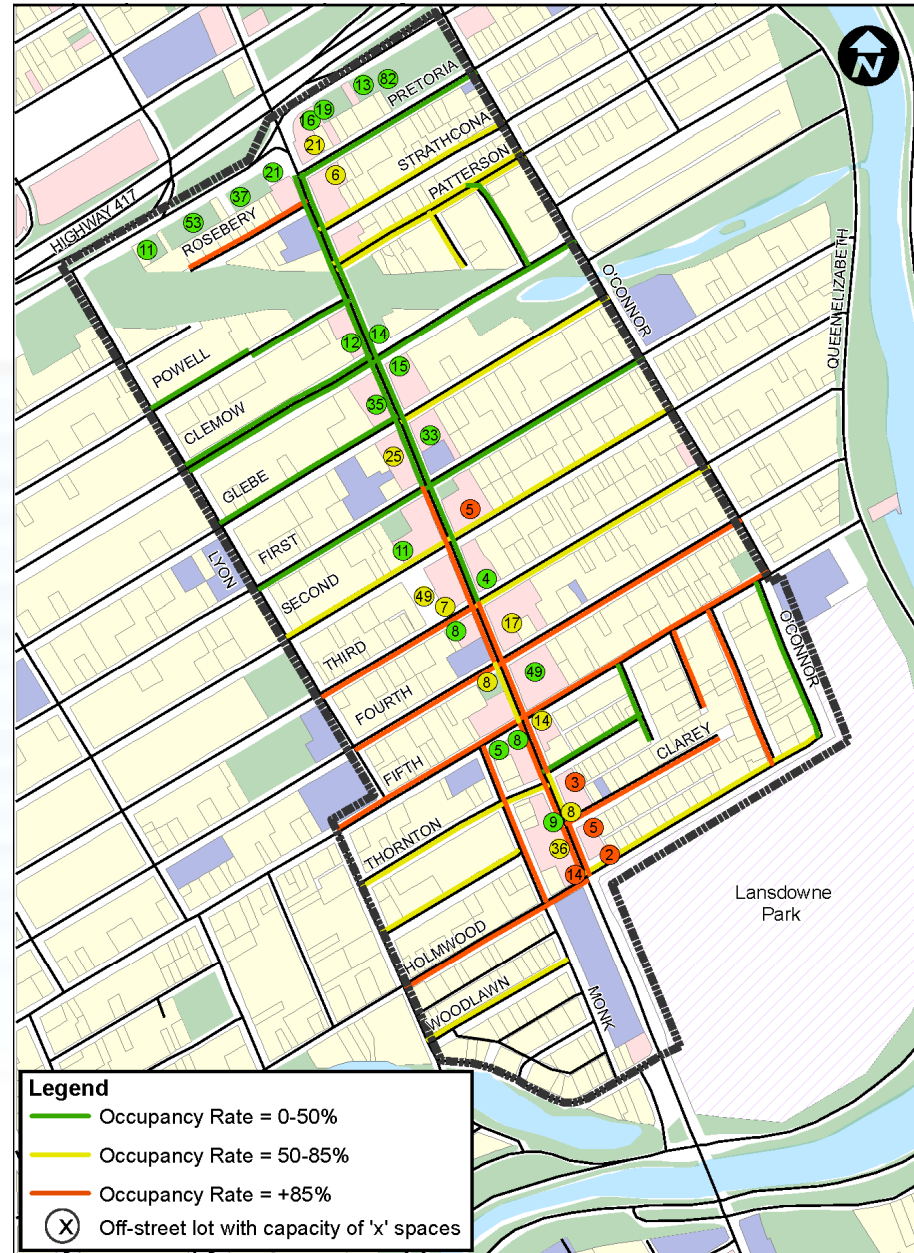 N
PRETORIA
82
13
19
16
21
STRATHCONA
6
PATTERSON
21
37
53
11
HIGHWAY 417
ROSEBERY
QUEEN ELIZABETH
O'CONNOR
14
12
15
POWELL
35
CLEMOW
33
25
GLEBE
5
FIRST
11
LYON
4
SECOND
49
7
17
8
THIRD
49
8
FOURTH
14
O'CONNOR
8
5
CLAREY
FIFTH
3
8
9
5
THORNTON
36
2
14
Lansdowne
Park
HOLMWOOD
WOODLAWN
MONK
Legend
Occupancy Rate = 0-50%
Occupancy Rate = 50-85%
Occupancy Rate = +85%
X Off-street lot with capacity of 'x' spaces